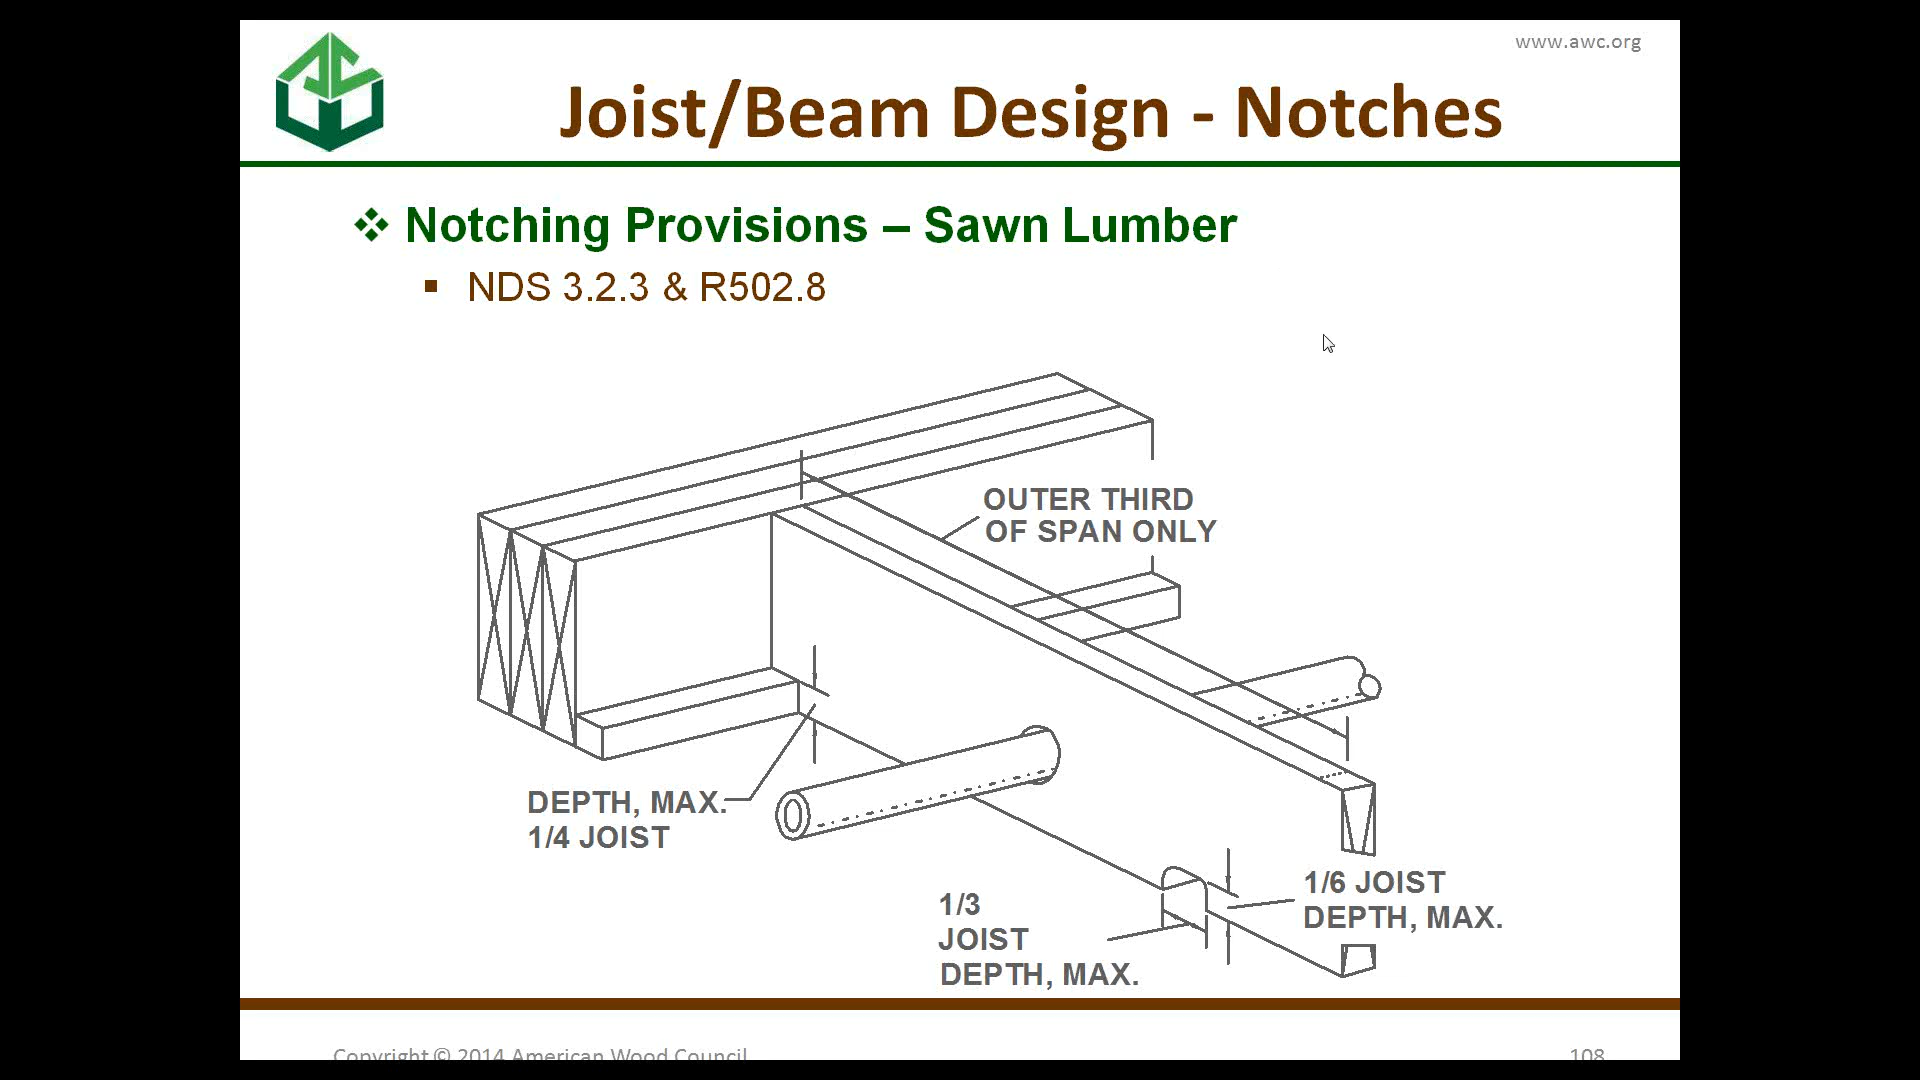 www.awc.org
Joist/Beam Design - Notches
Notching Provisions – Sawn Lumber
NDS 3.2.3 & R502.8
OUTER THIRD
OF SPAN ONLY
DEPTH, MAX.
1/4 JOIST
1/3
JOIST
DEPTH, MAX.
1/6 JOIST
DEPTH, MAX.
Copyright © 2014 American Wood Council
108